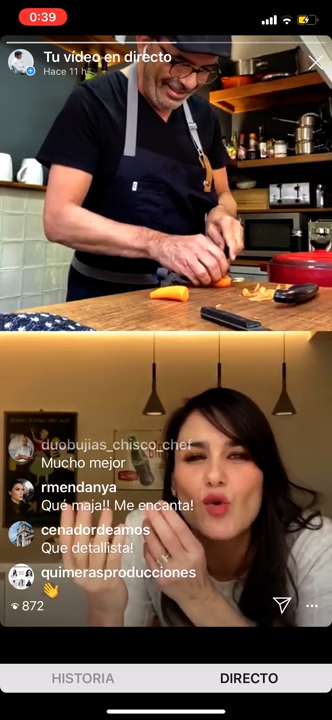 0:39
Tu vídeo en directo
Hace 11 h
duobujias_chisco_chef
Mucho mejor
rmendanya
Qué maja!! Me encanta!
cenadordeamos
Que detallista!
quimerasproducciones
👋
872
HISTORIA
DIRECTO